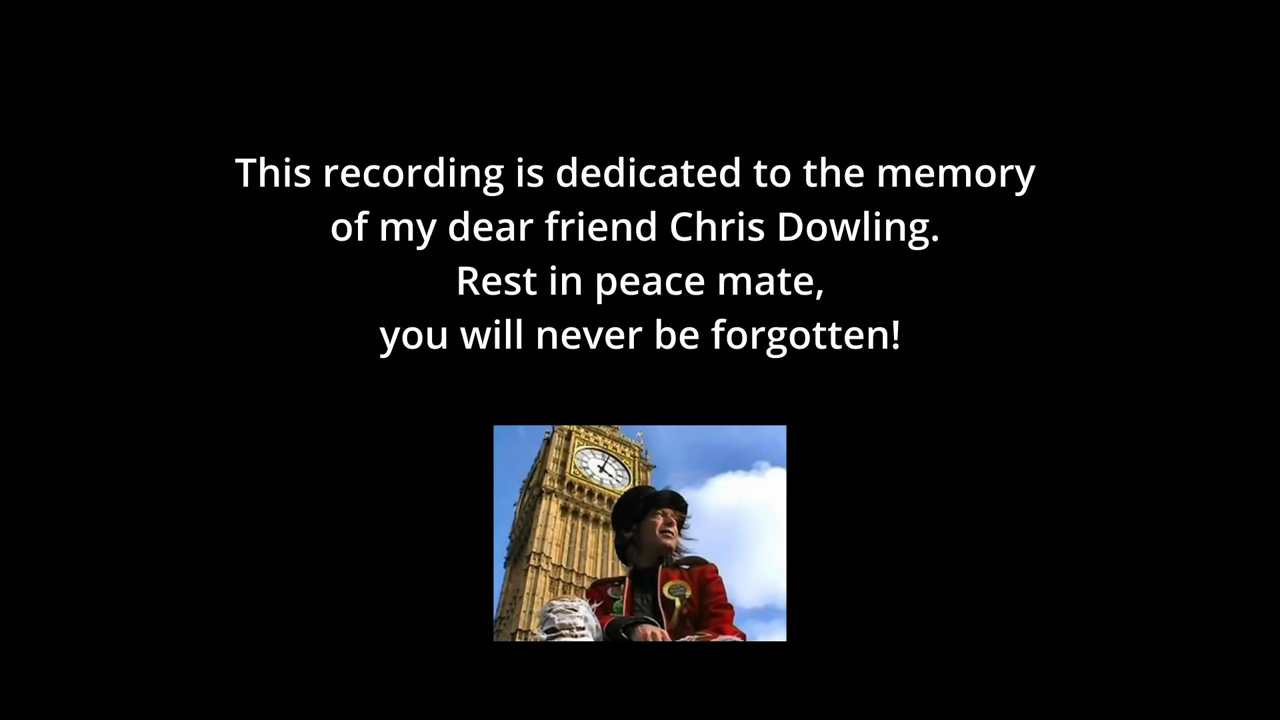 This recording is dedicated to the memory
of my dear friend Chris Dowling.
Rest in peace mate,
you will never be forgotten!